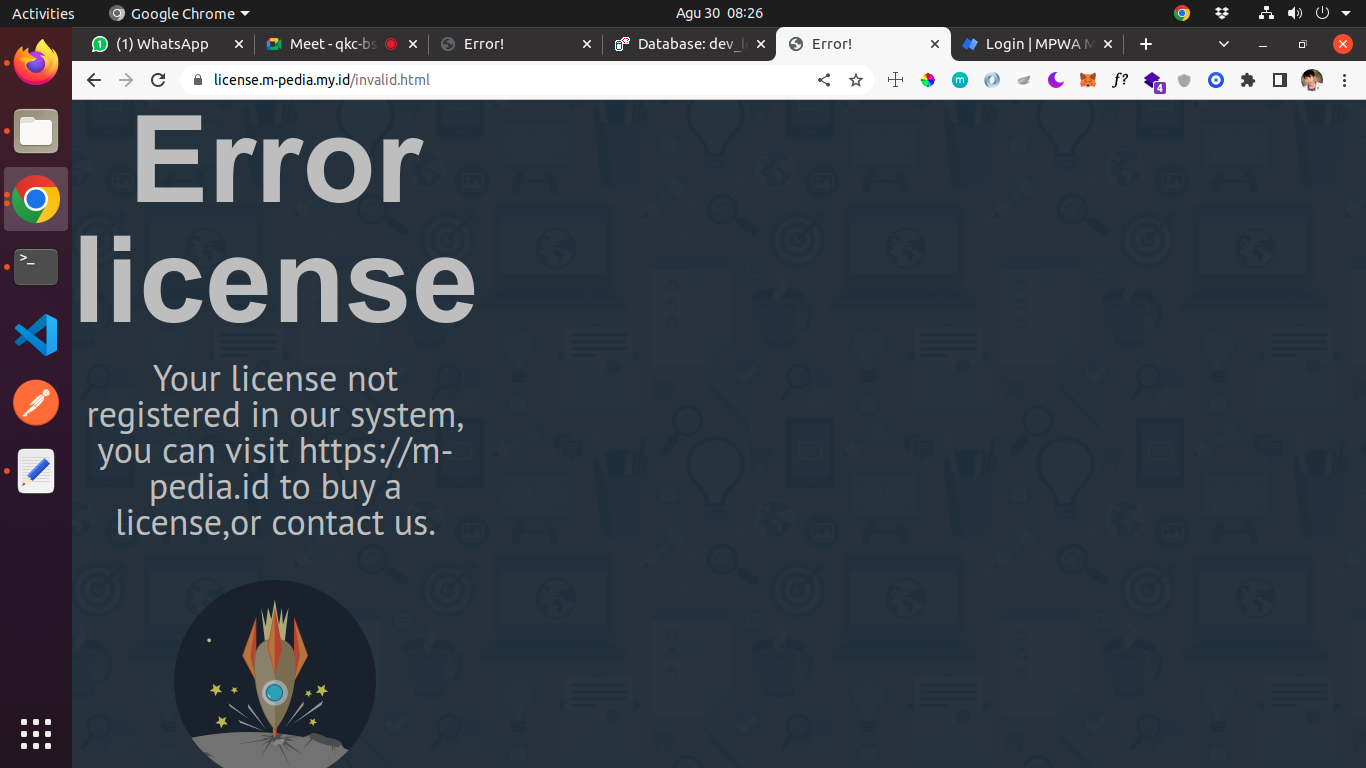 Activities
Google Chrome
Agu 30 08:26
(1) WhatsApp
Meet - qkc-bs
Error!
Database: dev_l
Error!
Login | MPWA M
license.m-pedia.my.id/invalid.html
f?
4
Error
license
Your license not
registered in our system,
you can visit https://m-
pedia.id to buy a
license,or contact us.